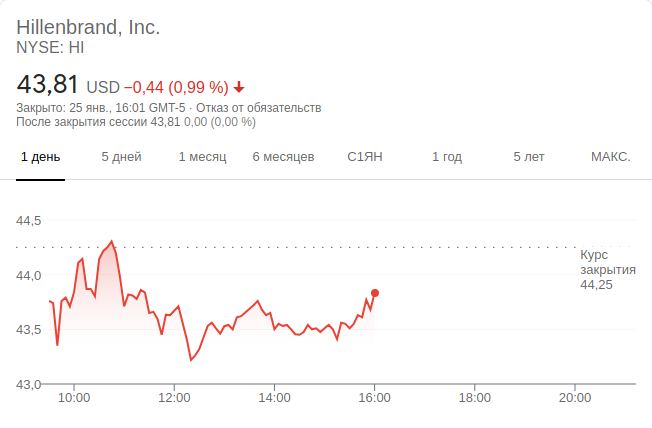 Hillenbrand, Inc.
NYSE: HI
43,81 USD −0,44 (0,99 %)
Закрыто: 25 янв., 16:01 GMT-5 · Отказ от обязательств
После закрытия сессии 43,81 0,00 (0,00 %)
1 день 5 дней 1 месяц 6 месяцев С1ЯН 1 год 5 лет МАКС.
44,5
Курс
закрытия
44,25
44,0
43,5
43,0
10:00 12:00 14:00 16:00 18:00 20:00